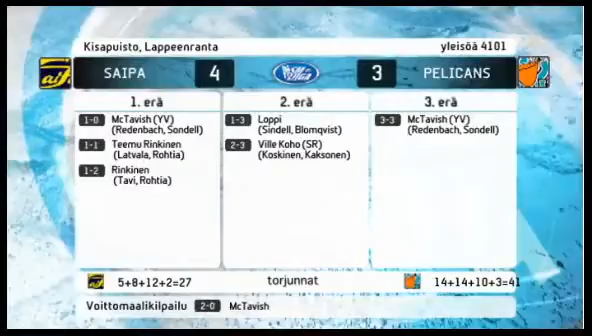 Kisapuisto, Lappeenranta yleisöä 4101
SAIPA 4 3 PELICANS
1. erä 2. erä 3. erä
1-0 McTavish (YV)
(Redenbach, Sondell)
1-1 Teemu Rinkinen
(Latvala, Rohtia)
1-2 Rinkinen
(Tavi, Rohtia)
1-3 Loppi
(Sindell, Blomqvist)
2-3 Ville Koho (SR)
(Koskinen, Kaksonen)
3-3 McTavish (YV)
(Redenbach, Sondell)
5+8+12+2=27 torjunnat 14+14+10+3=41
Voittomaalikilpailu 2-0 McTavish